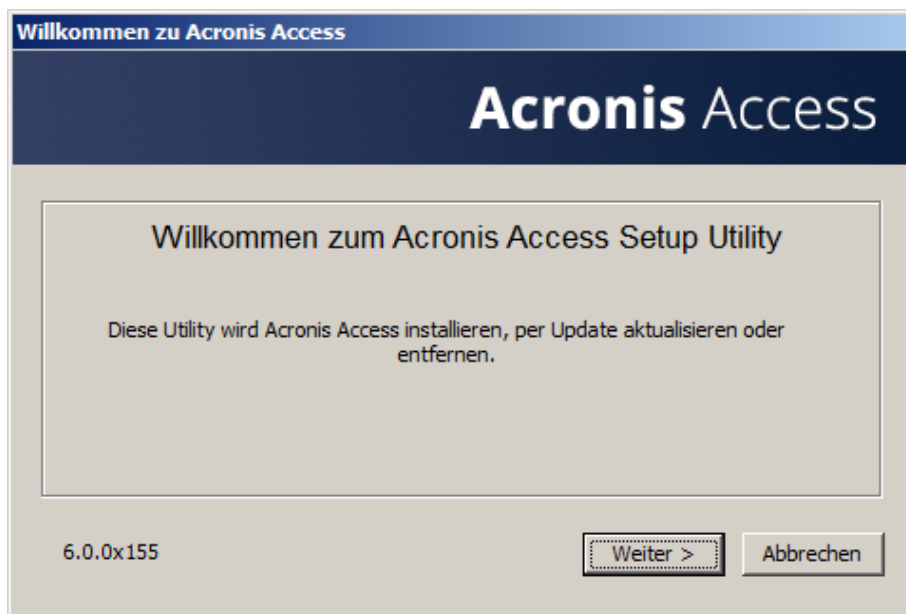 Willkommen zu Acronis Access
Acronis Access
Willkommen zum Acronis Access Setup Utility
Diese Utility wird Acronis Access installieren, per Update aktualisieren oder
entfernen.
6.0.0x155
Weiter >
Abbrechen